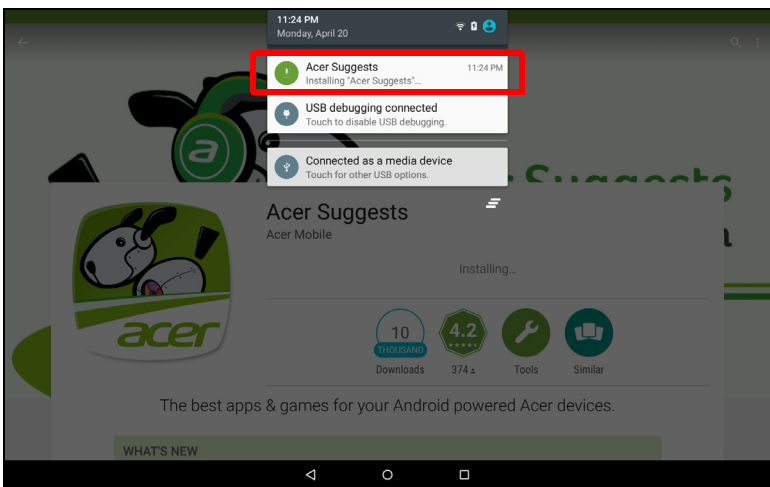 11:24 PM
Monday, April 20
Acer Suggests 11:24 PM
Installing "Acer Suggests"...
USB debugging connected
Touch to disable USB debugging.
Connected as a media device
Touch for other USB options.
a
Suggests
Acer Suggests
Acer Mobile
Installing...
acer
10
THOUSAND
4.2
Downloads 374 Tools Similar
The best apps & games for your Android powered Acer devices.
WHAT'S NEW